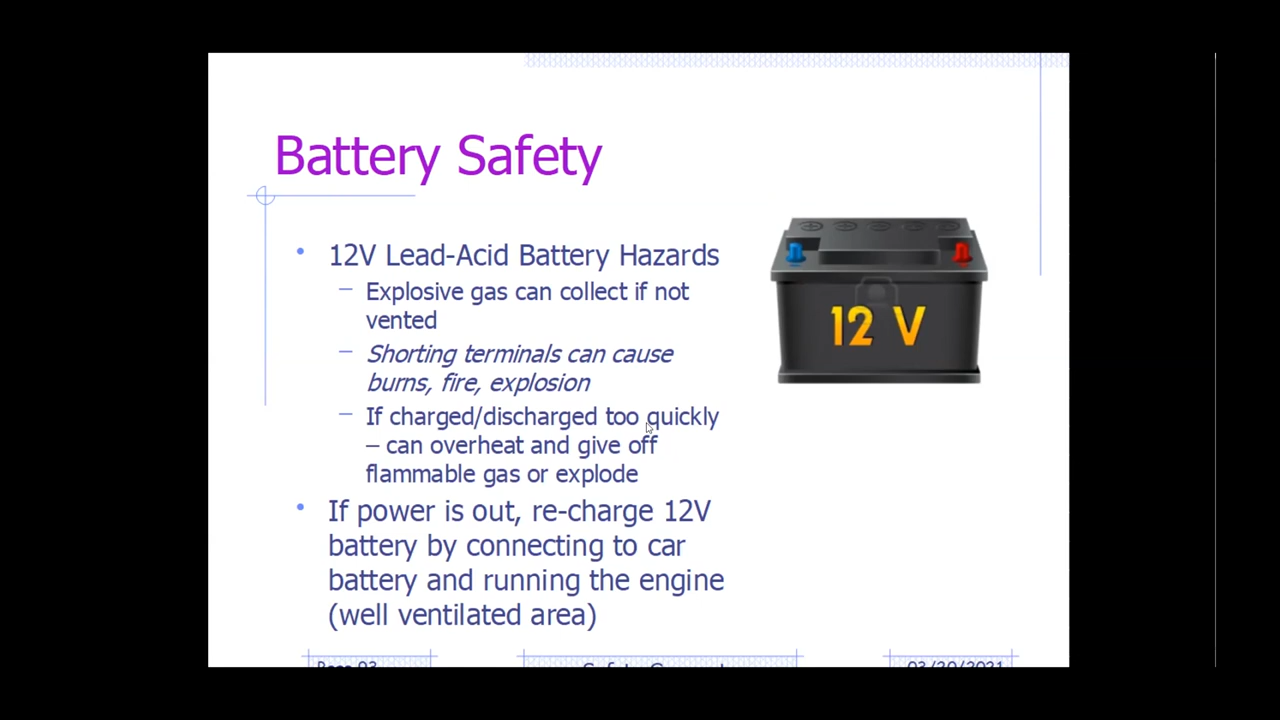 Battery Safety
12V Lead-Acid Battery Hazards
– Explosive gas can collect if not
vented
– Shorting terminals can cause
burns, fire, explosion
– If charged/discharged too quickly
– can overheat and give off
flammable gas or explode
If power is out, re-charge 12V
battery by connecting to car
battery and running the engine
(well ventilated area)
12 V
03/20/2021